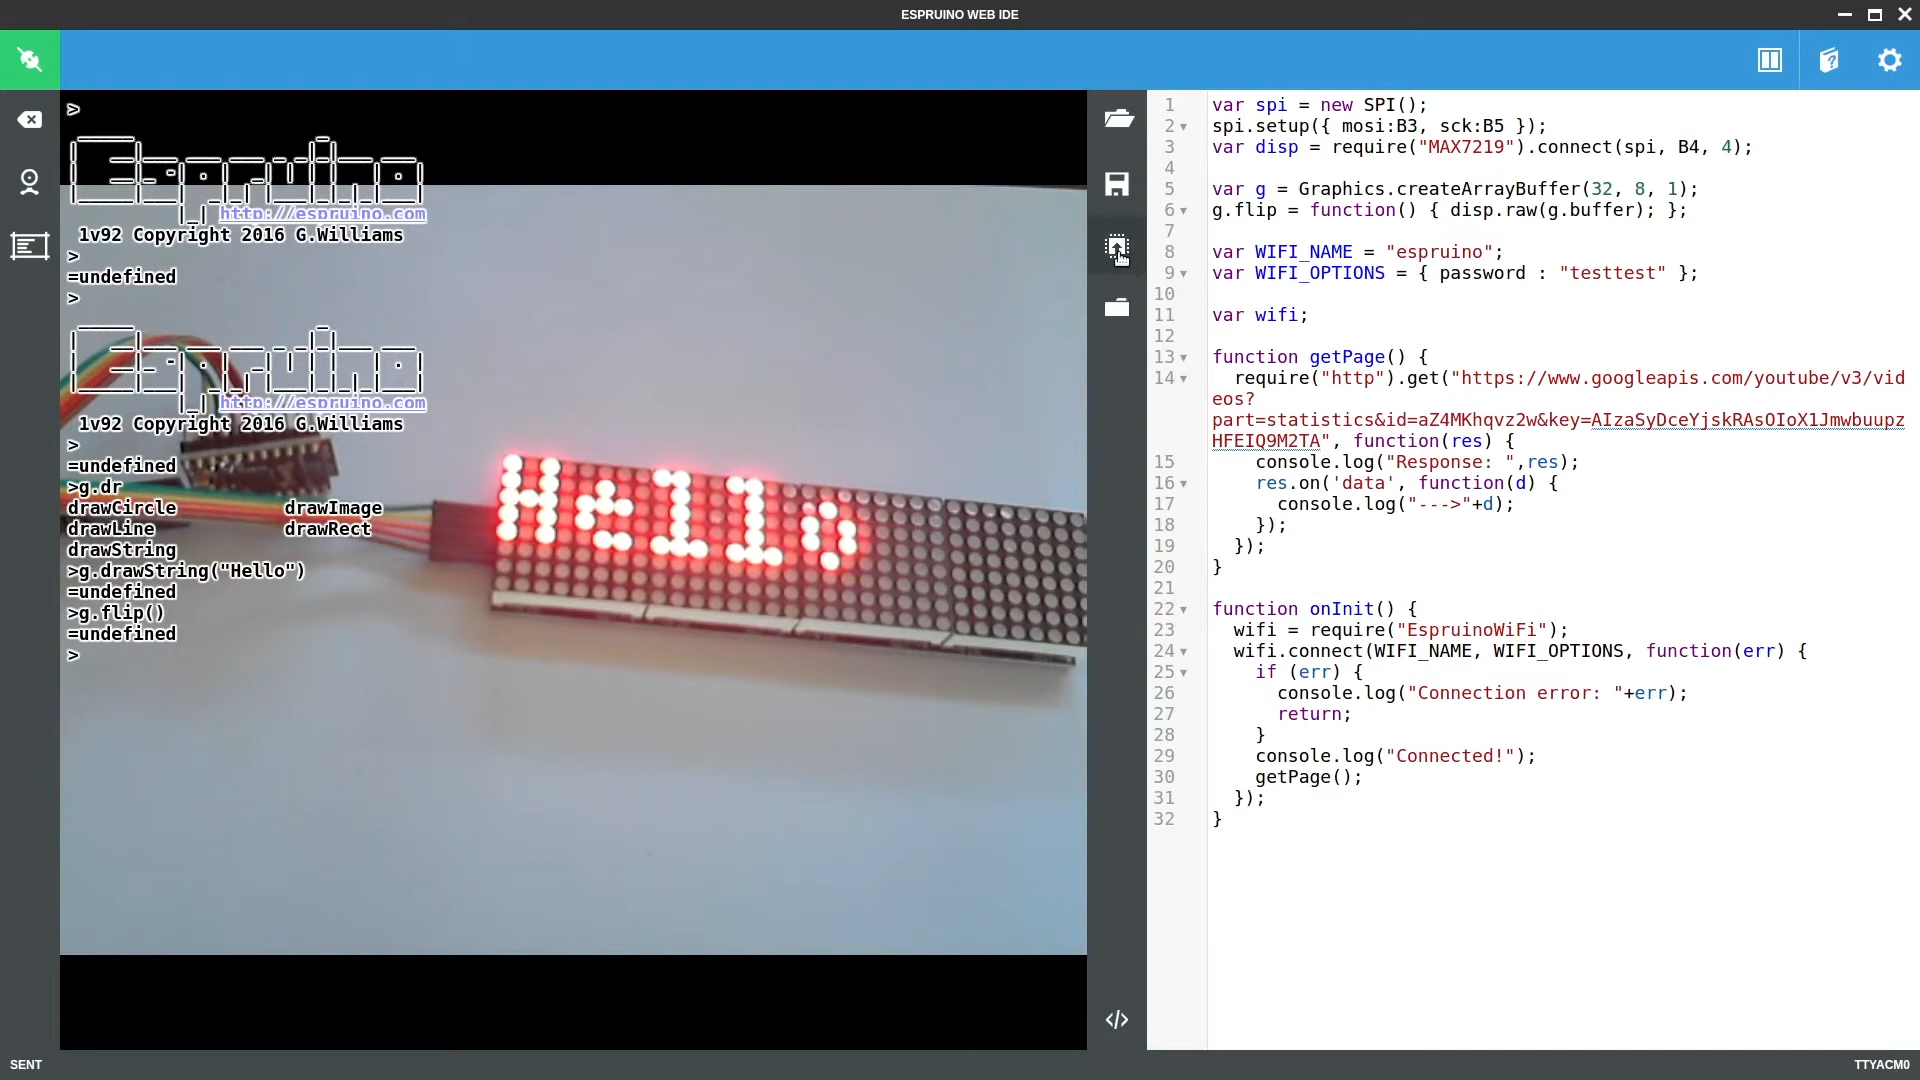 ESPRUINO WEB IDE
>
Espruino
http://espruino.com
1v92 Copyright 2016 G.Williams
>
=undefined
>
Espruino
http://espruino.com
1v92 Copyright 2016 G.Williams
>
=undefined
>g.dr
drawCircle drawImage
drawLine drawRect
drawString
>g.drawString("Hello")
=undefined
>g.flip()
=undefined
>
Hello
1 var spi = new SPI();
2 spi.setup({ mosi:B3, sck:B5 });
3 var disp = require("MAX7219").connect(spi, B4, 4);
4
5 var g = Graphics.createArrayBuffer(32, 8, 1);
6 g.flip = function() { disp.raw(g.buffer); };
7
8 var WIFI_NAME = "espruino";
9 var WIFI_OPTIONS = { password : "testtest" };
10
11 var wifi;
12
13 function getPage() {
14 require("http").get("https://www.googleapis.com/youtube/v3/vid
eos?
part=statistics&id=aZ4MKhqvz2w&key=AIzaSyDceYjskRAsOIoX1Jmwbuupz
HFEIQ9M2TA", function(res) {
15 console.log("Response: ",res);
16 res.on('data', function(d) {
17 console.log("--->"+d);
18 });
19 });
20 }
21
22 function onInit() {
23 wifi = require("EspruinoWiFi");
24 wifi.connect(WIFI_NAME, WIFI_OPTIONS, function(err) {
25 if (err) {
26 console.log("Connection error: "+err);
27 return;
28 }
29 console.log("Connected!");
30 getPage();
31 });
32 }
SENT
TTYACM0